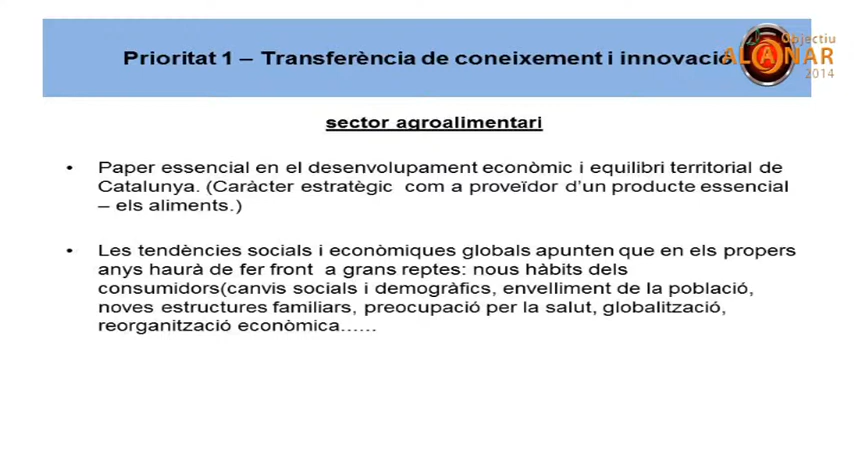 Prioritat 1 – Transferència de coneixement i innovació
Objectiu
ALANAR
2014
sector agroalimentari
• Paper essencial en el desenvolupament econòmic i equilibri territorial de
Catalunya. (Caràcter estratègic com a proveïdor d'un producte essencial
– els aliments.)
• Les tendències socials i econòmiques globals apunten que en els propers
anys haurà de fer front a grans reptes: nous hàbits dels
consumidors(canvis socials i demogràfics, envelliment de la població,
noves estructures familiars, preocupació per la salut, globalització,
reorganització econòmica……